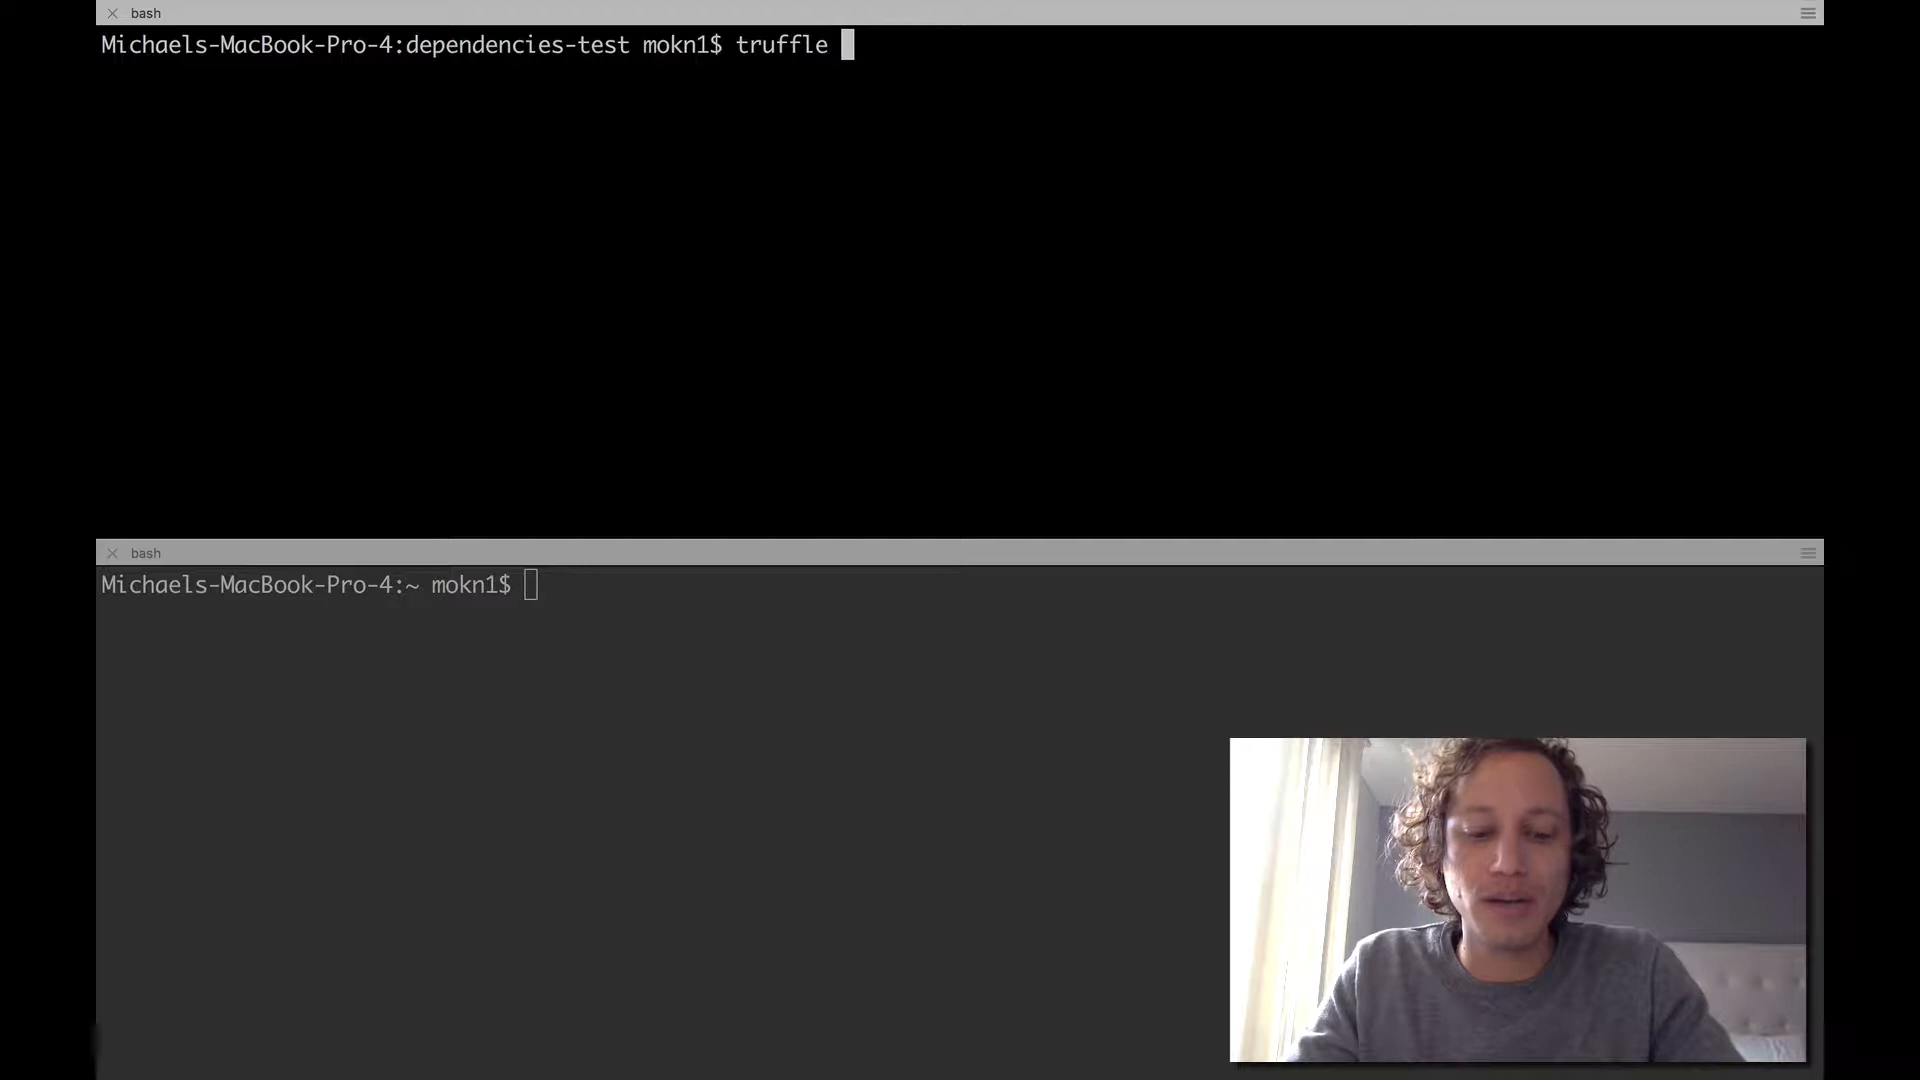 bash
Michaels-MacBook-Pro-4:dependencies-test mokn1$ truffle
bash
Michaels-MacBook-Pro-4:~ mokn1$